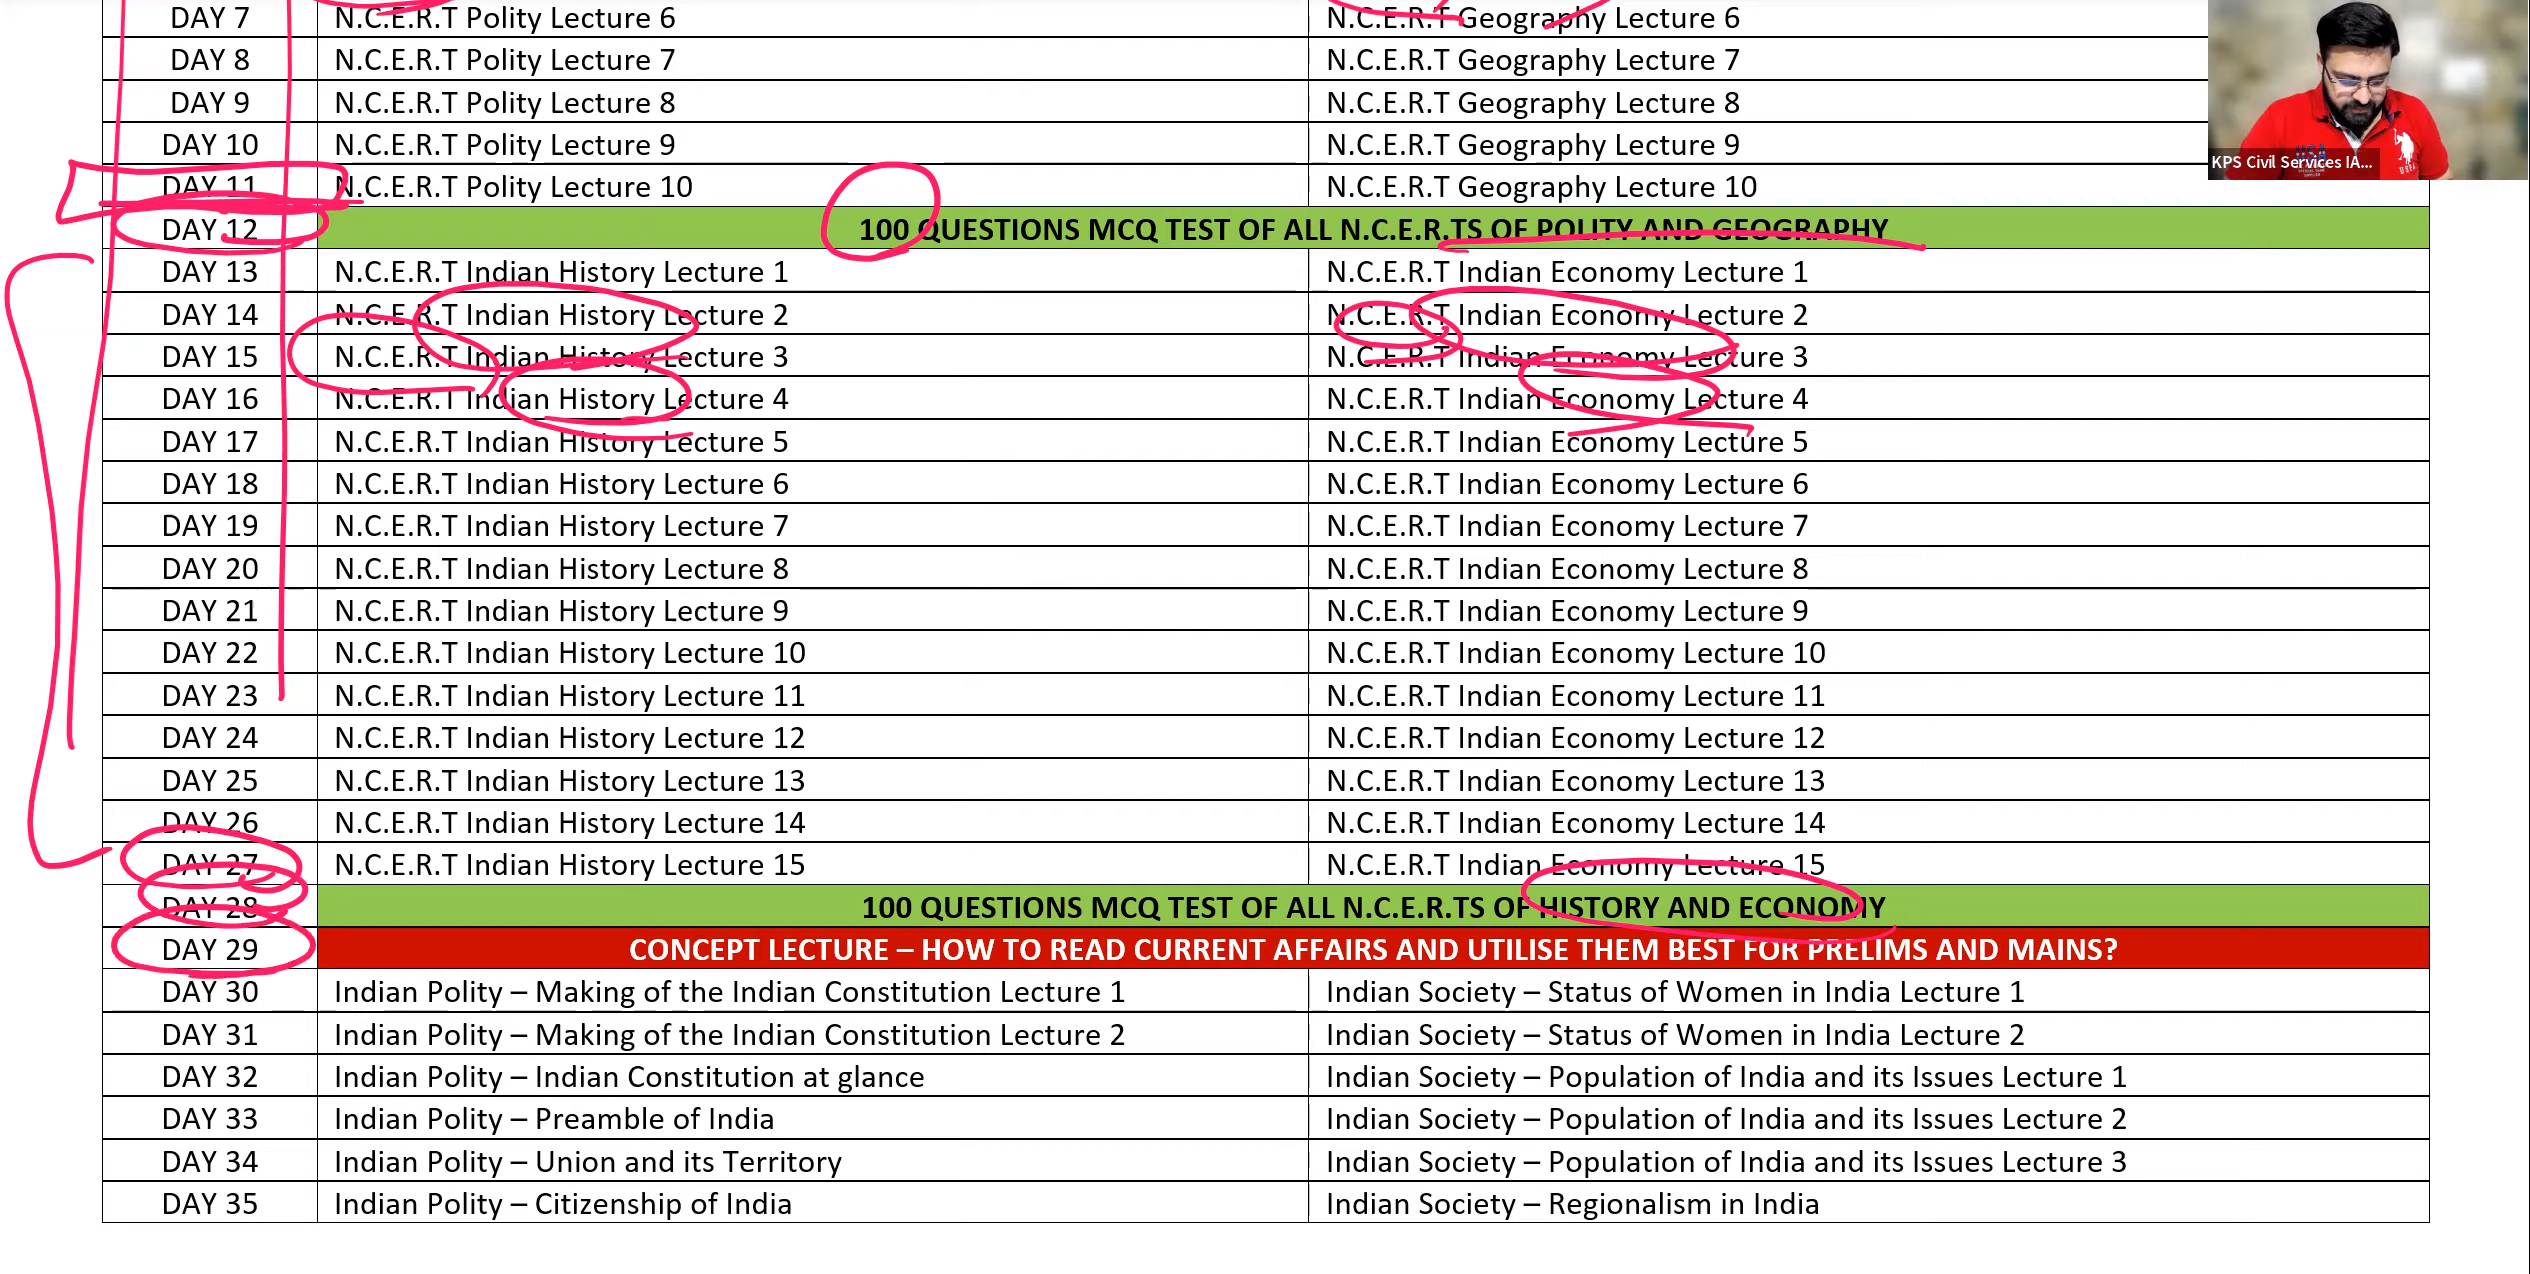 DAY 7 N.C.E.R.T Polity Lecture 6 N.C.E.R.T Geography Lecture 6
DAY 8 N.C.E.R.T Polity Lecture 7 N.C.E.R.T Geography Lecture 7
DAY 9 N.C.E.R.T Polity Lecture 8 N.C.E.R.T Geography Lecture 8
DAY 10 N.C.E.R.T Polity Lecture 9 N.C.E.R.T Geography Lecture 9
KPS Civil Services IA...
DAY 11 N.C.E.R.T Polity Lecture 10 N.C.E.R.T Geography Lecture 10
DAY 12 100 QUESTIONS MCQ TEST OF ALL N.C.E.R.TS OF POLITY AND GEOGRAPHY
DAY 13 N.C.E.R.T Indian History Lecture 1 N.C.E.R.T Indian Economy Lecture 1
DAY 14 N.C.E.R.T Indian History Lecture 2 N.C.E.R.T Indian Economy Lecture 2
DAY 15 N.C.E.R.T Indian History Lecture 3 N.C.E.R.T Indian Economy Lecture 3
DAY 16 N.C.E.R.T Indian History Lecture 4 N.C.E.R.T Indian Economy Lecture 4
DAY 17 N.C.E.R.T Indian History Lecture 5 N.C.E.R.T Indian Economy Lecture 5
DAY 18 N.C.E.R.T Indian History Lecture 6 N.C.E.R.T Indian Economy Lecture 6
DAY 19 N.C.E.R.T Indian History Lecture 7 N.C.E.R.T Indian Economy Lecture 7
DAY 20 N.C.E.R.T Indian History Lecture 8 N.C.E.R.T Indian Economy Lecture 8
DAY 21 N.C.E.R.T Indian History Lecture 9 N.C.E.R.T Indian Economy Lecture 9
DAY 22 N.C.E.R.T Indian History Lecture 10 N.C.E.R.T Indian Economy Lecture 10
DAY 23 N.C.E.R.T Indian History Lecture 11 N.C.E.R.T Indian Economy Lecture 11
DAY 24 N.C.E.R.T Indian History Lecture 12 N.C.E.R.T Indian Economy Lecture 12
DAY 25 N.C.E.R.T Indian History Lecture 13 N.C.E.R.T Indian Economy Lecture 13
DAY 26 N.C.E.R.T Indian History Lecture 14 N.C.E.R.T Indian Economy Lecture 14
DAY 27 N.C.E.R.T Indian History Lecture 15 N.C.E.R.T Indian Economy Lecture 15
DAY 28 100 QUESTIONS MCQ TEST OF ALL N.C.E.R.TS OF HISTORY AND ECONOMY
DAY 29 CONCEPT LECTURE – HOW TO READ CURRENT AFFAIRS AND UTILISE THEM BEST FOR PRELIMS AND MAINS?
DAY 30 Indian Polity – Making of the Indian Constitution Lecture 1 Indian Society – Status of Women in India Lecture 1
DAY 31 Indian Polity – Making of the Indian Constitution Lecture 2 Indian Society – Status of Women in India Lecture 2
DAY 32 Indian Polity – Indian Constitution at glance Indian Society – Population of India and its Issues Lecture 1
DAY 33 Indian Polity – Preamble of India Indian Society – Population of India and its Issues Lecture 2
DAY 34 Indian Polity – Union and its Territory Indian Society – Population of India and its Issues Lecture 3
DAY 35 Indian Polity – Citizenship of India Indian Society – Regionalism in India